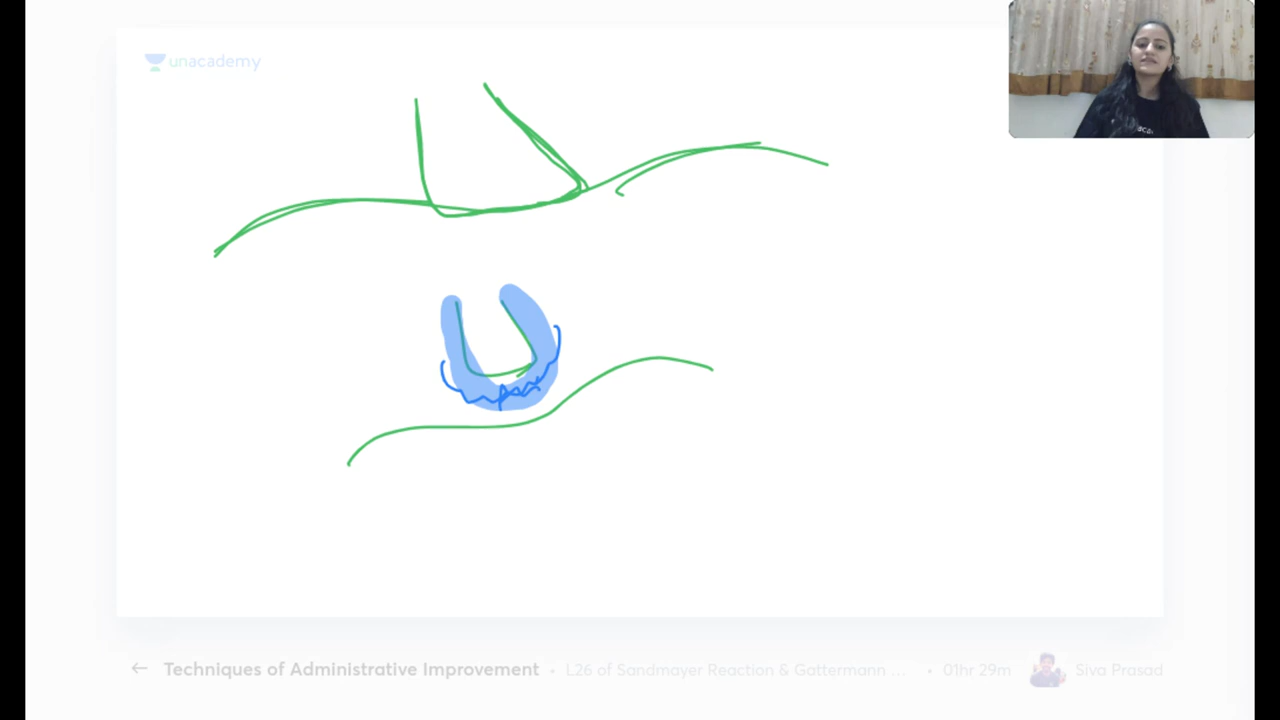 unacademy
Techniques of Administrative Improvement • L26 of Sandmayer Reaction & Gattermann ... • 01hr 29m Siva Prasad